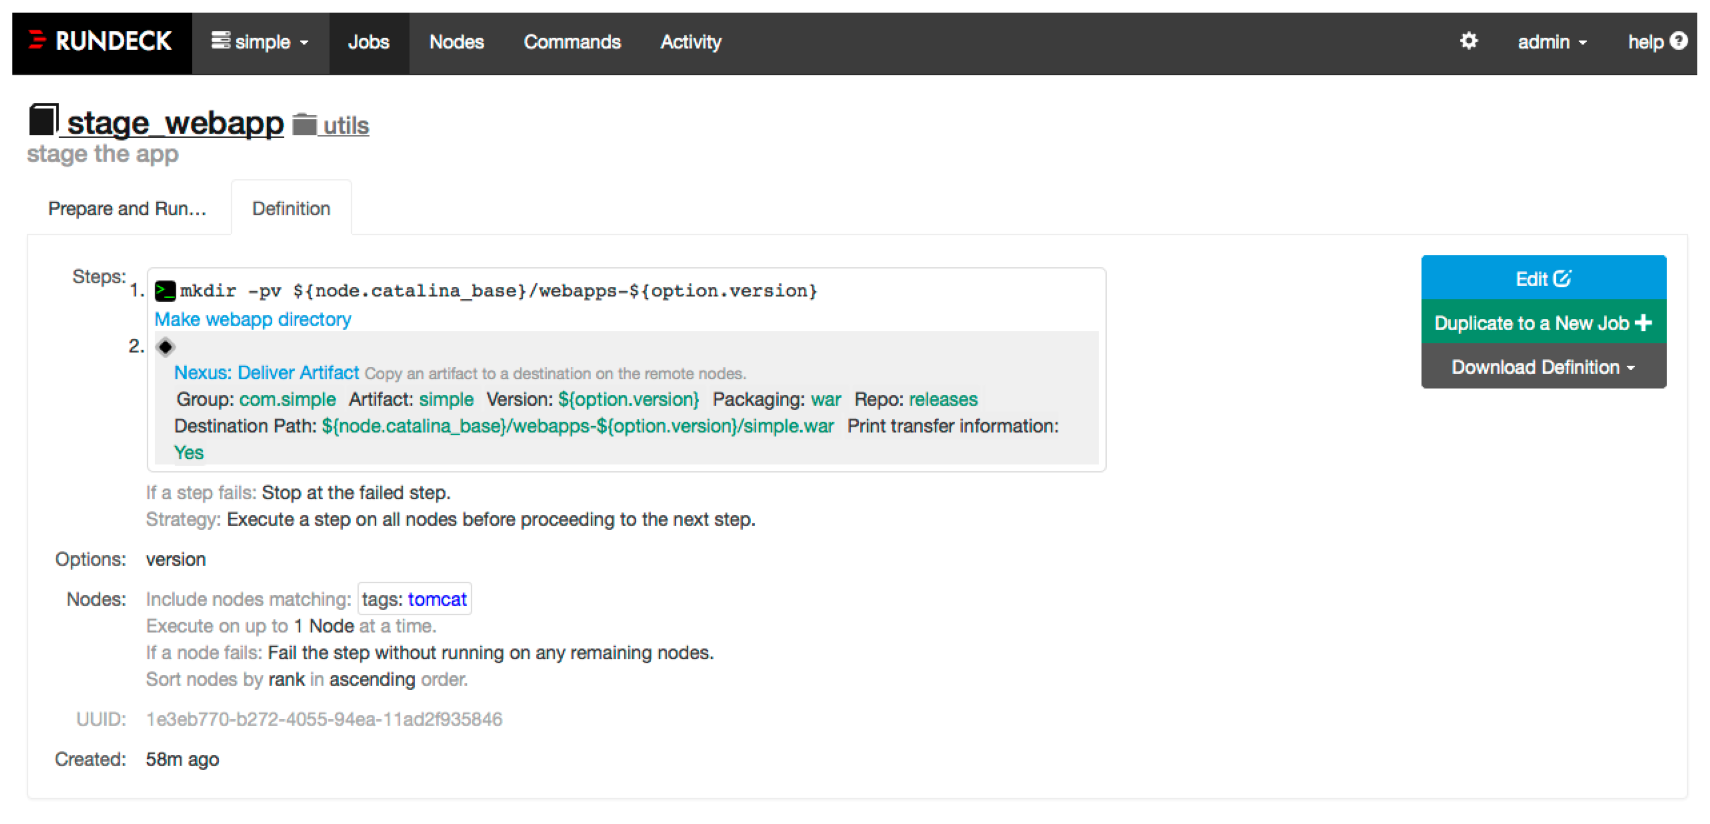 RUNDECK simple Jobs Nodes Commands Activity admin help ?
stage_webapp utils
stage the app
Prepare and Run… Definition
Steps:
1. >_ mkdir -pv ${node.catalina_base}/webapps-${option.version}
Make webapp directory
2.
Nexus: Deliver Artifact Copy an artifact to a destination on the remote nodes.
Group: com.simple Artifact: simple Version: ${option.version} Packaging: war Repo: releases
Destination Path: ${node.catalina_base}/webapps-${option.version}/simple.war Print transfer information:
Yes
If a step fails: Stop at the failed step.
Strategy: Execute a step on all nodes before proceeding to the next step.
Options: version
Nodes: Include nodes matching: tags: tomcat
Execute on up to 1 Node at a time.
If a node fails: Fail the step without running on any remaining nodes.
Sort nodes by rank in ascending order.
UUID: 1e3eb770-b272-4055-94ea-11ad2f935846
Created: 58m ago
Edit
Duplicate to a New Job
Download Definition